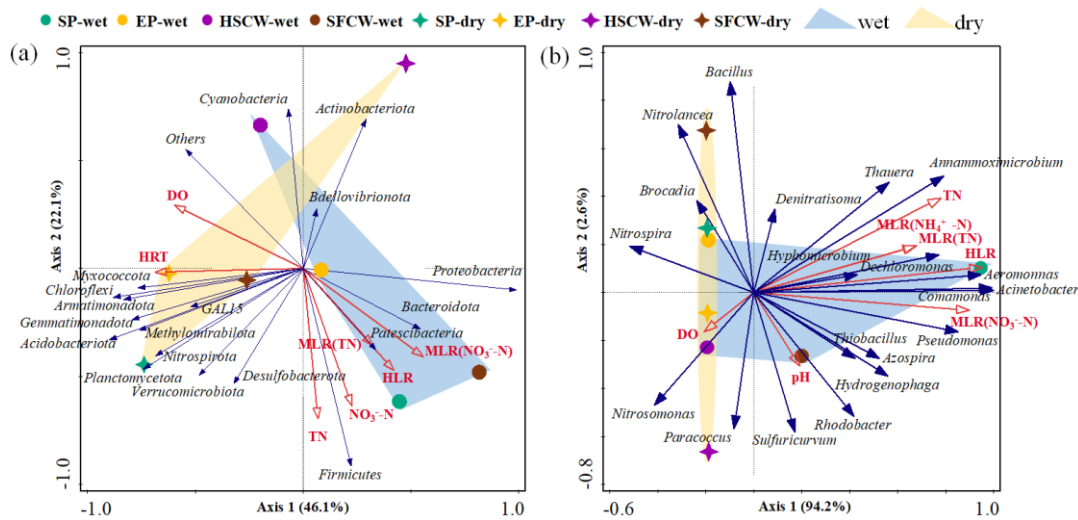 SP-wet EP-wet HSCW-wet SFCW-wet SP-dry EP-dry HSCW-dry SFCW-dry wet dry
(a)
1.0
Axis 2 (22.1%)
-1.0
Cyanobacteria
Actinobacteriota
Others
DO
Bdellovibrionota
HRT
Myxococcota
Proteobacteria
Chloroflexi
Armatimonadota
GAL15
Bacteroidota
Gemmatimonadota
Methylomirabilota
Patescibacteria
Acidobacteriota
MLR(TN)
MLR(NO₃⁻-N)
Nitrospirota
HLR
Planctomycetota
Desulfobacterota
Verrucomicrobiota
NO₃⁻-N
TN
Firmicutes
-1.0
Axis 1 (46.1%)
1.0
(b)
1.0
Axis 2 (2.6%)
-0.8
Bacillus
Nitrolancea
Thauera
Annammoximicrobium
Brocadia
Denitratisoma
TN
MLR(NH₄⁺-N)
Nitrospira
MLR(TN)
Hyphomicrobium
HLR
Dechloromonas
Aeromonnas
Acinetobacter
Comamonas
MLR(NO₃⁻-N)
DO
Thiobacillus
Pseudomonas
Azospira
pH
Hydrogenophaga
Nitrosomonas
Rhodobacter
Paracoccus
Sulfuricurvum
-0.6
Axis 1 (94.2%)
1.0